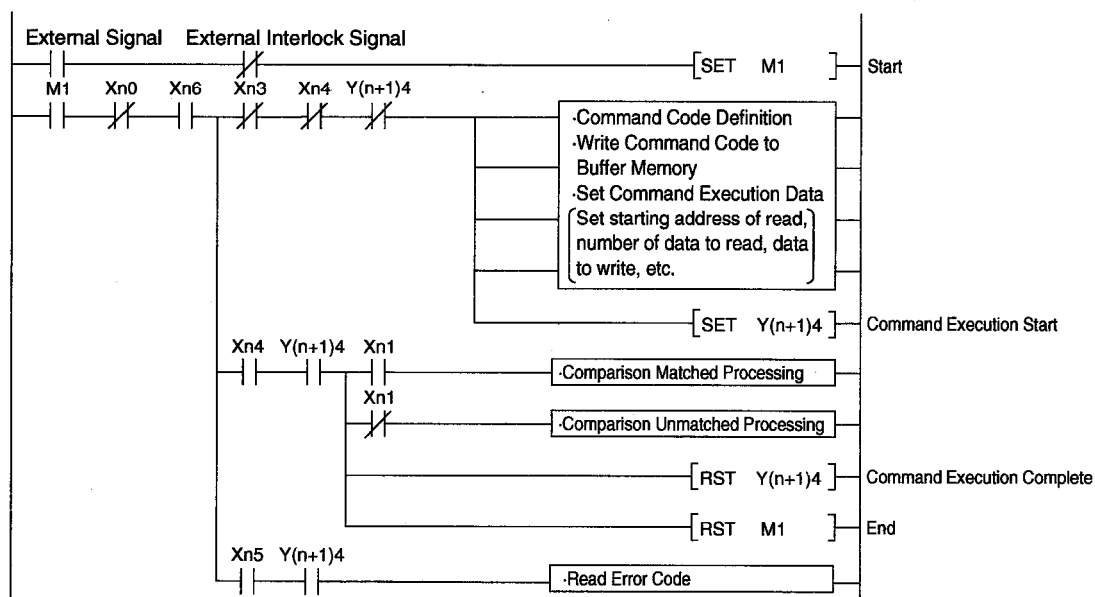 External Signal External Interlock Signal
[SET M1 ] Start
M1 Xn0 Xn6 Xn3 Xn4 Y(n+1)4
·Command Code Definition
·Write Command Code to
Buffer Memory
·Set Command Execution Data
(Set starting address of read,
number of data to read, data
to write, etc.)
[SET Y(n+1)4 ] Command Execution Start
Xn4 Y(n+1)4 Xn1
·Comparison Matched Processing
Xn1
·Comparison Unmatched Processing
[RST Y(n+1)4 ] Command Execution Complete
[RST M1 ] End
Xn5 Y(n+1)4
·Read Error Code